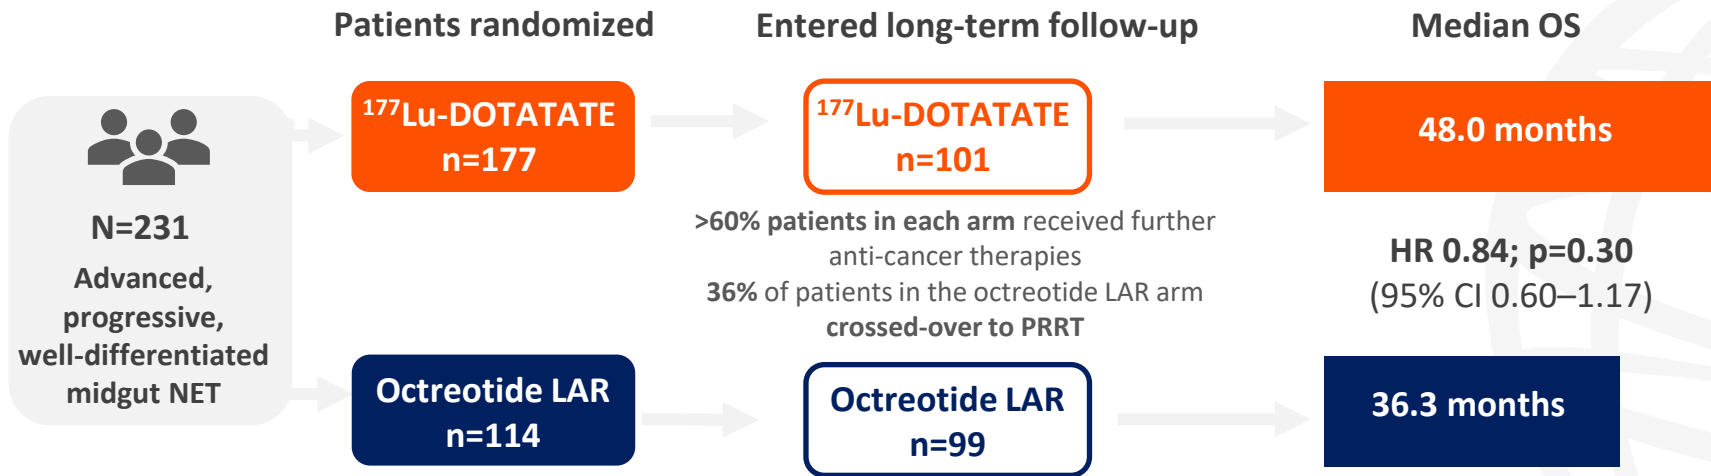 Patients randomized
Entered long-term follow-up
Median OS
N=231
Advanced,
progressive,
well-differentiated
midgut NET
¹⁷⁷Lu-DOTATATE
n=177
¹⁷⁷Lu-DOTATATE
n=101
48.0 months
>60% patients in each arm received further
anti-cancer therapies
36% of patients in the octreotide LAR arm
crossed-over to PRRT
HR 0.84; p=0.30
(95% CI 0.60–1.17)
Octreotide LAR
n=114
Octreotide LAR
n=99
36.3 months